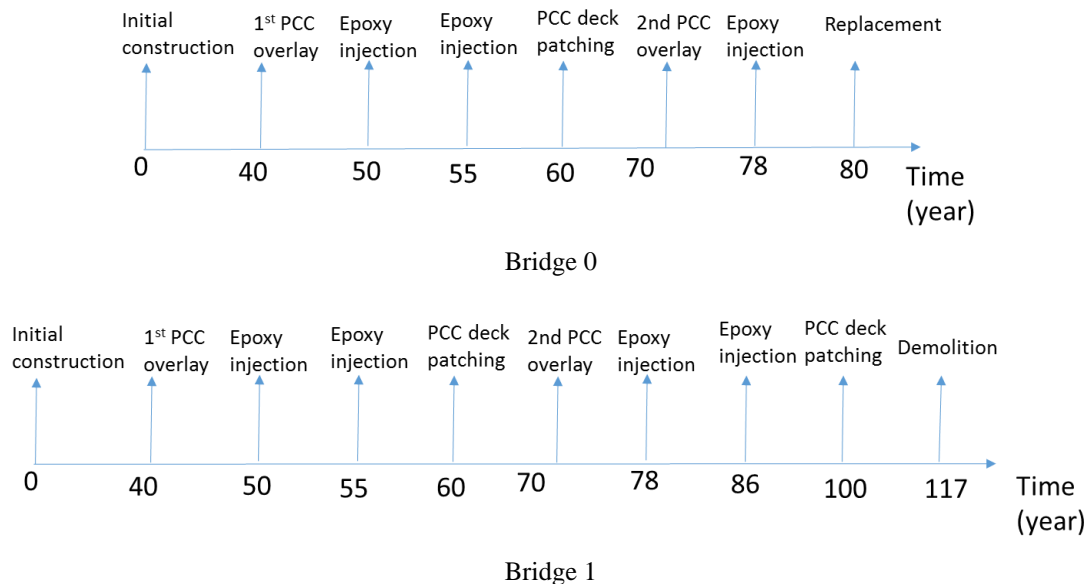 Initial construction
1st PCC overlay
Epoxy injection
Epoxy injection
PCC deck patching
2nd PCC overlay
Epoxy injection
Replacement
0 40 50 55 60 70 78 80
Time (year)
Bridge 0
Initial construction
1st PCC overlay
Epoxy injection
Epoxy injection
PCC deck patching
2nd PCC overlay
Epoxy injection
Epoxy injection
PCC deck patching
Demolition
0 40 50 55 60 70 78 86 100 117
Time (year)
Bridge 1